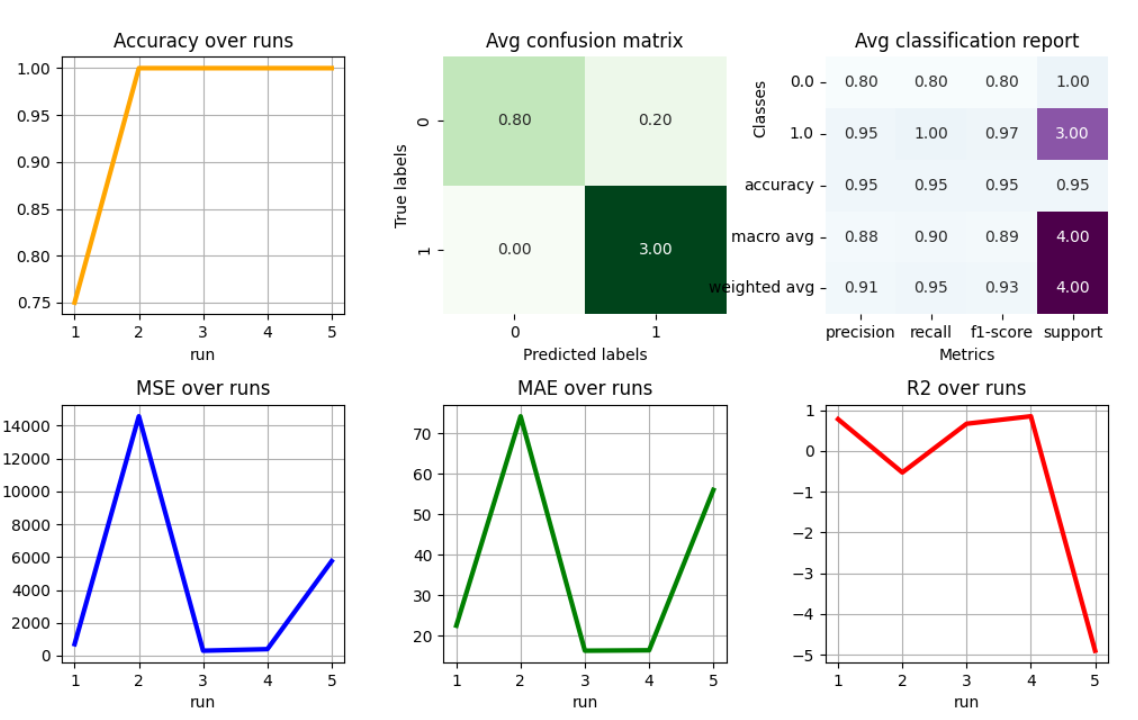 Accuracy over runs
1.00
0.95
0.90
0.85
0.80
0.75
1 2 3 4 5
run
Avg confusion matrix
True labels
0
1
0.80 0.20
0.00 3.00
0 1
Predicted labels
Avg classification report
Classes
0.0 0.80 0.80 0.80 1.00
1.0 0.95 1.00 0.97 3.00
accuracy 0.95 0.95 0.95 0.95
macro avg 0.88 0.90 0.89 4.00
weighted avg 0.91 0.95 0.93 4.00
precision recall f1-score support
Metrics
MSE over runs
14000
12000
10000
8000
6000
4000
2000
0
1 2 3 4 5
run
MAE over runs
70
60
50
40
30
20
1 2 3 4 5
run
R2 over runs
1
0
−1
−2
−3
−4
−5
1 2 3 4 5
run